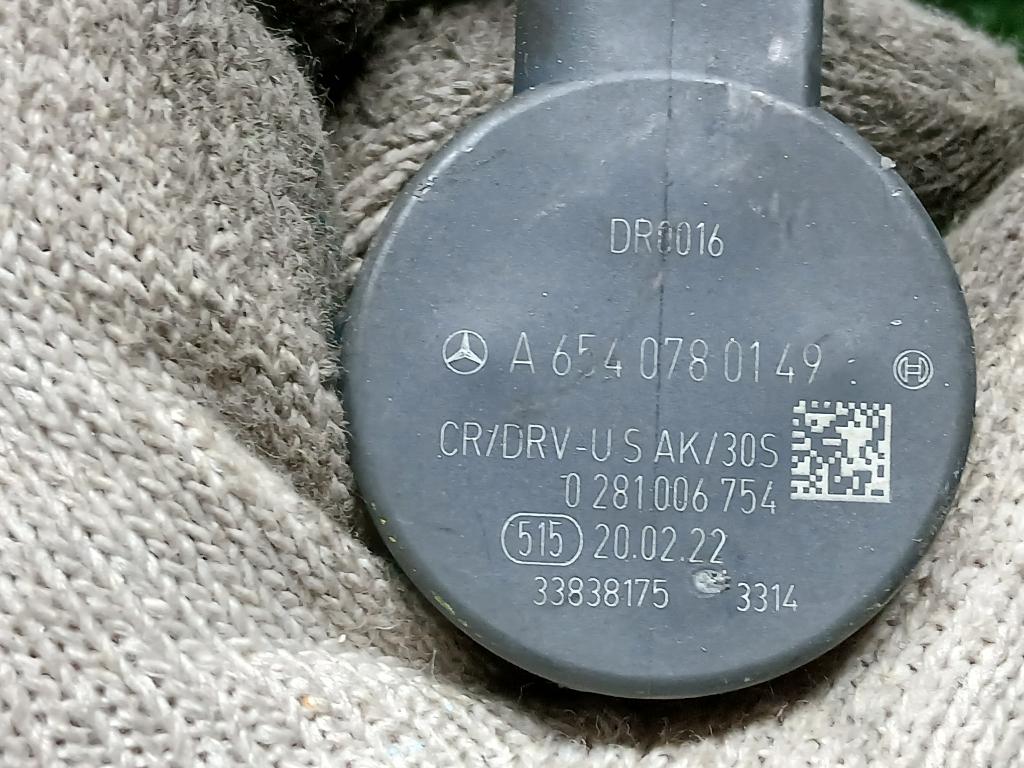 DR0016
A 654 078 01 49
CR/DRV-U S AK/30S
0 281 006 754
515 20.02.22
33838175 3314